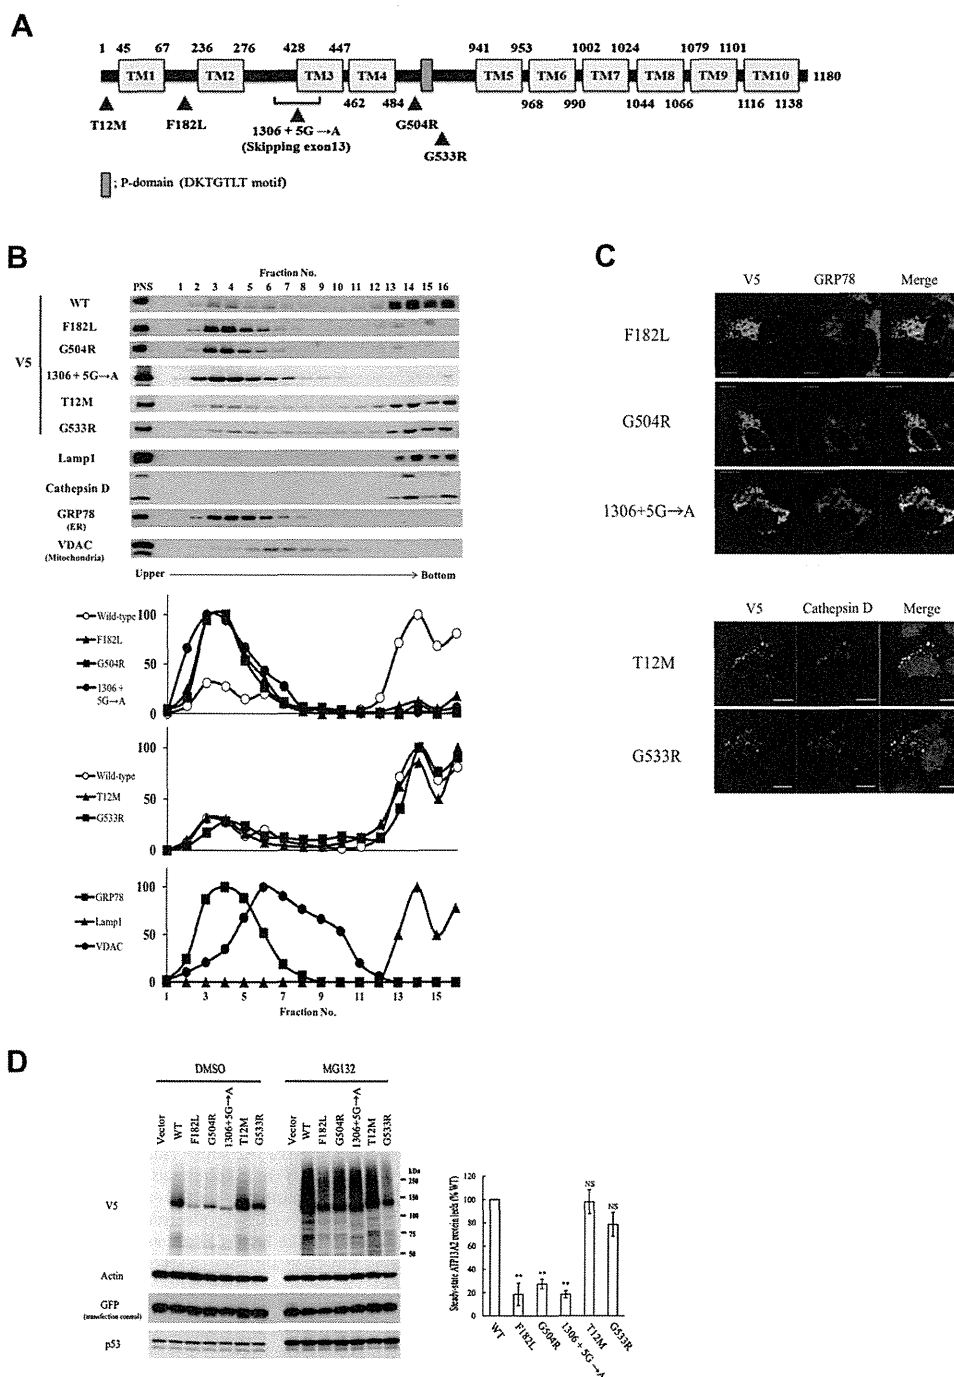 A
1 45 67 236 276 428 447 941 953 1002 1024 1079 1101
TM1 TM2 TM3 TM4 TM5 TM6 TM7 TM8 TM9 TM10 1180
462 484 968 990 1044 1066 1116 1138
T12M F182L 1306 + 5G→A G504R
(Skipping exon13) G533R
; P-domain (DKTGTLT motif)
B
Fraction No.
PNS 1 2 3 4 5 6 7 8 9 10 11 12 13 14 15 16
V5
WT
F182L
G504R
1306 + 5G→A
T12M
G533R
Lamp1
Cathepsin D
GRP78
(ER)
VDAC
(Mitochondria)
Upper Bottom
100
50
0
Wild-type
F182L
G504R
1306 +
5G→A
100
50
0
Wild-type
T12M
G533R
100
50
0
GRP78
Lamp1
VDAC
1 3 5 7 9 11 13 15
Fraction No.
C
V5 GRP78 Merge
F182L
G504R
1306+5G→A
V5 Cathepsin D Merge
T12M
G533R
D
DMSO MG132
Vector WT F182L G504R 1306+5G→A T12M G533R
Vector WT F182L G504R 1306+5G→A T12M G533R
kDa
250
150
100
75
50
V5
Actin
GFP
(transfection control)
p53
Steady-state ATP13A2 protein levels (% WT)
120
100
80
60
40
20
0
** ** ** NS NS
WT F182L G504R 1306 + 5G→A T12M G533R